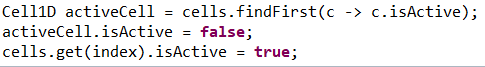 Cell1D activeCell = cells.findFirst(c -> c.isActive);
activeCell.isActive = false;
cells.get(index).isActive = true;